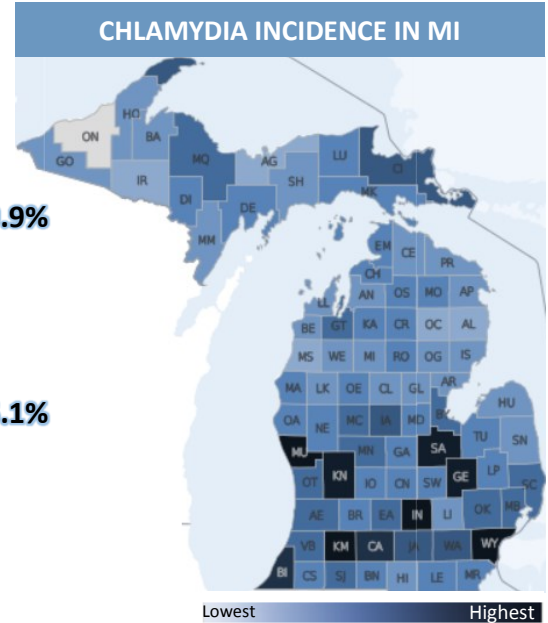 CHLAMYDIA INCIDENCE IN MI
HO
ON
BA
GO
MQ
LU
CI
AG
IR
SH
MK
DI
DE
.9%
MM
EM
CE
PR
CH
LL
AN
OS
MO
AP
BE
GT
KA
CR
OC
AL
MS
WE
MI
RO
OG
IS
MA
LK
OE
CL
GL
AR
HU
.1%
OA
NE
MC
IA
MD
BY
TU
SN
MU
MN
GA
SA
OT
KN
IO
CN
SW
GE
LP
SC
AE
BR
EA
IN
LI
OK
MB
VB
KM
CA
JA
WA
WY
BI
CS
SJ
BN
HI
LE
MR
Lowest
Highest